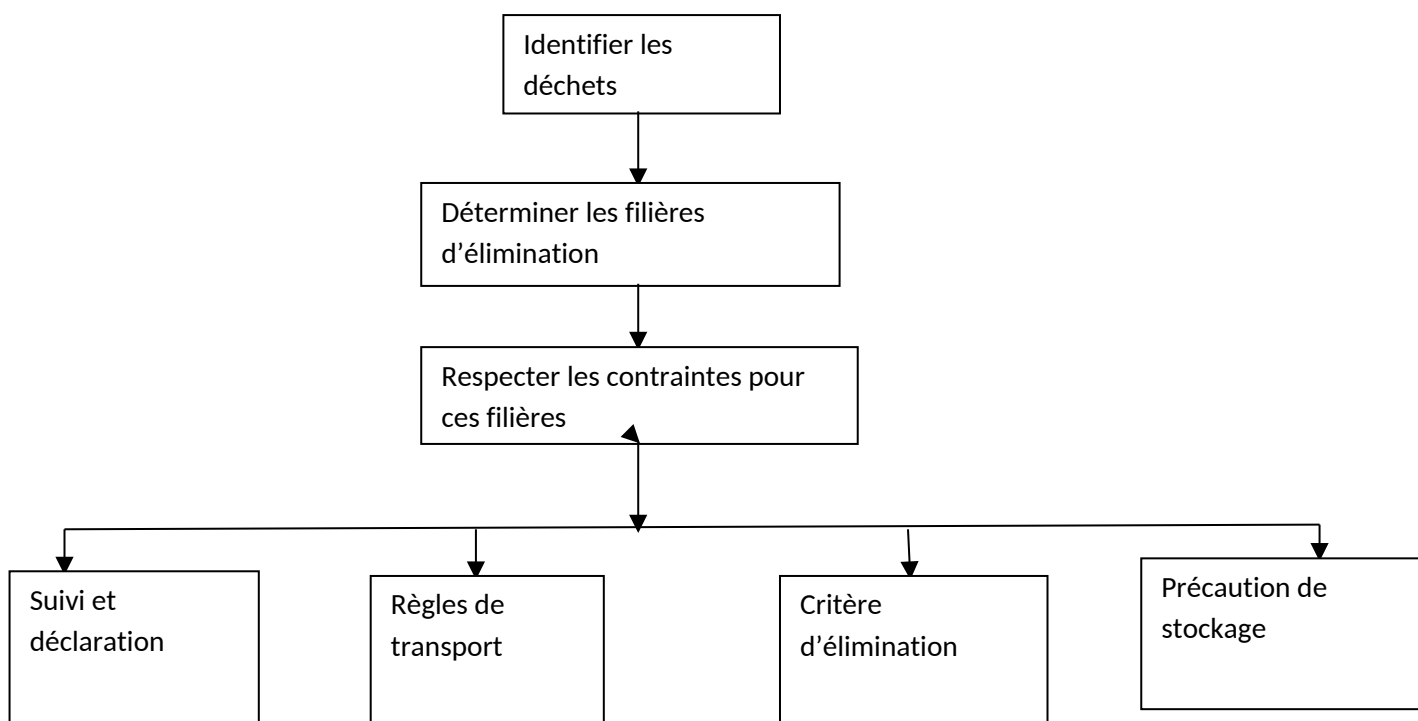 Identifier les
déchets
Déterminer les filières
d’élimination
Respecter les contraintes pour
ces filières
Suivi et
déclaration
Règles de
transport
Critère
d’élimination
Précaution de
stockage